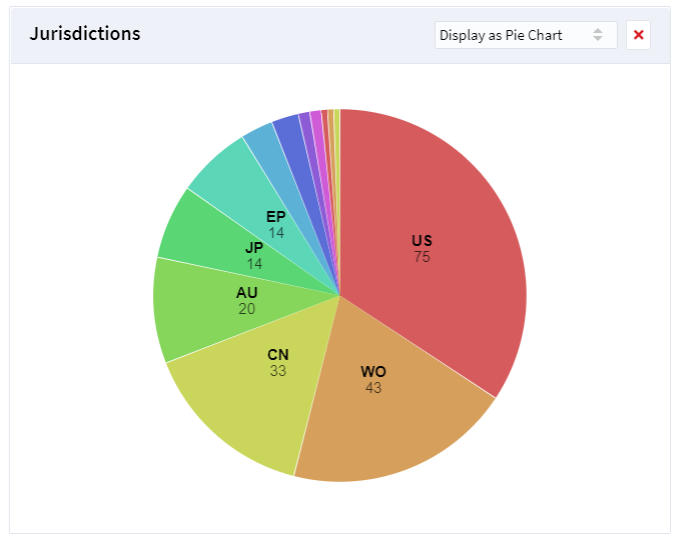 Jurisdictions
Display as Pie Chart
EP
14
US
75
JP
14
AU
20
CN
33
WO
43